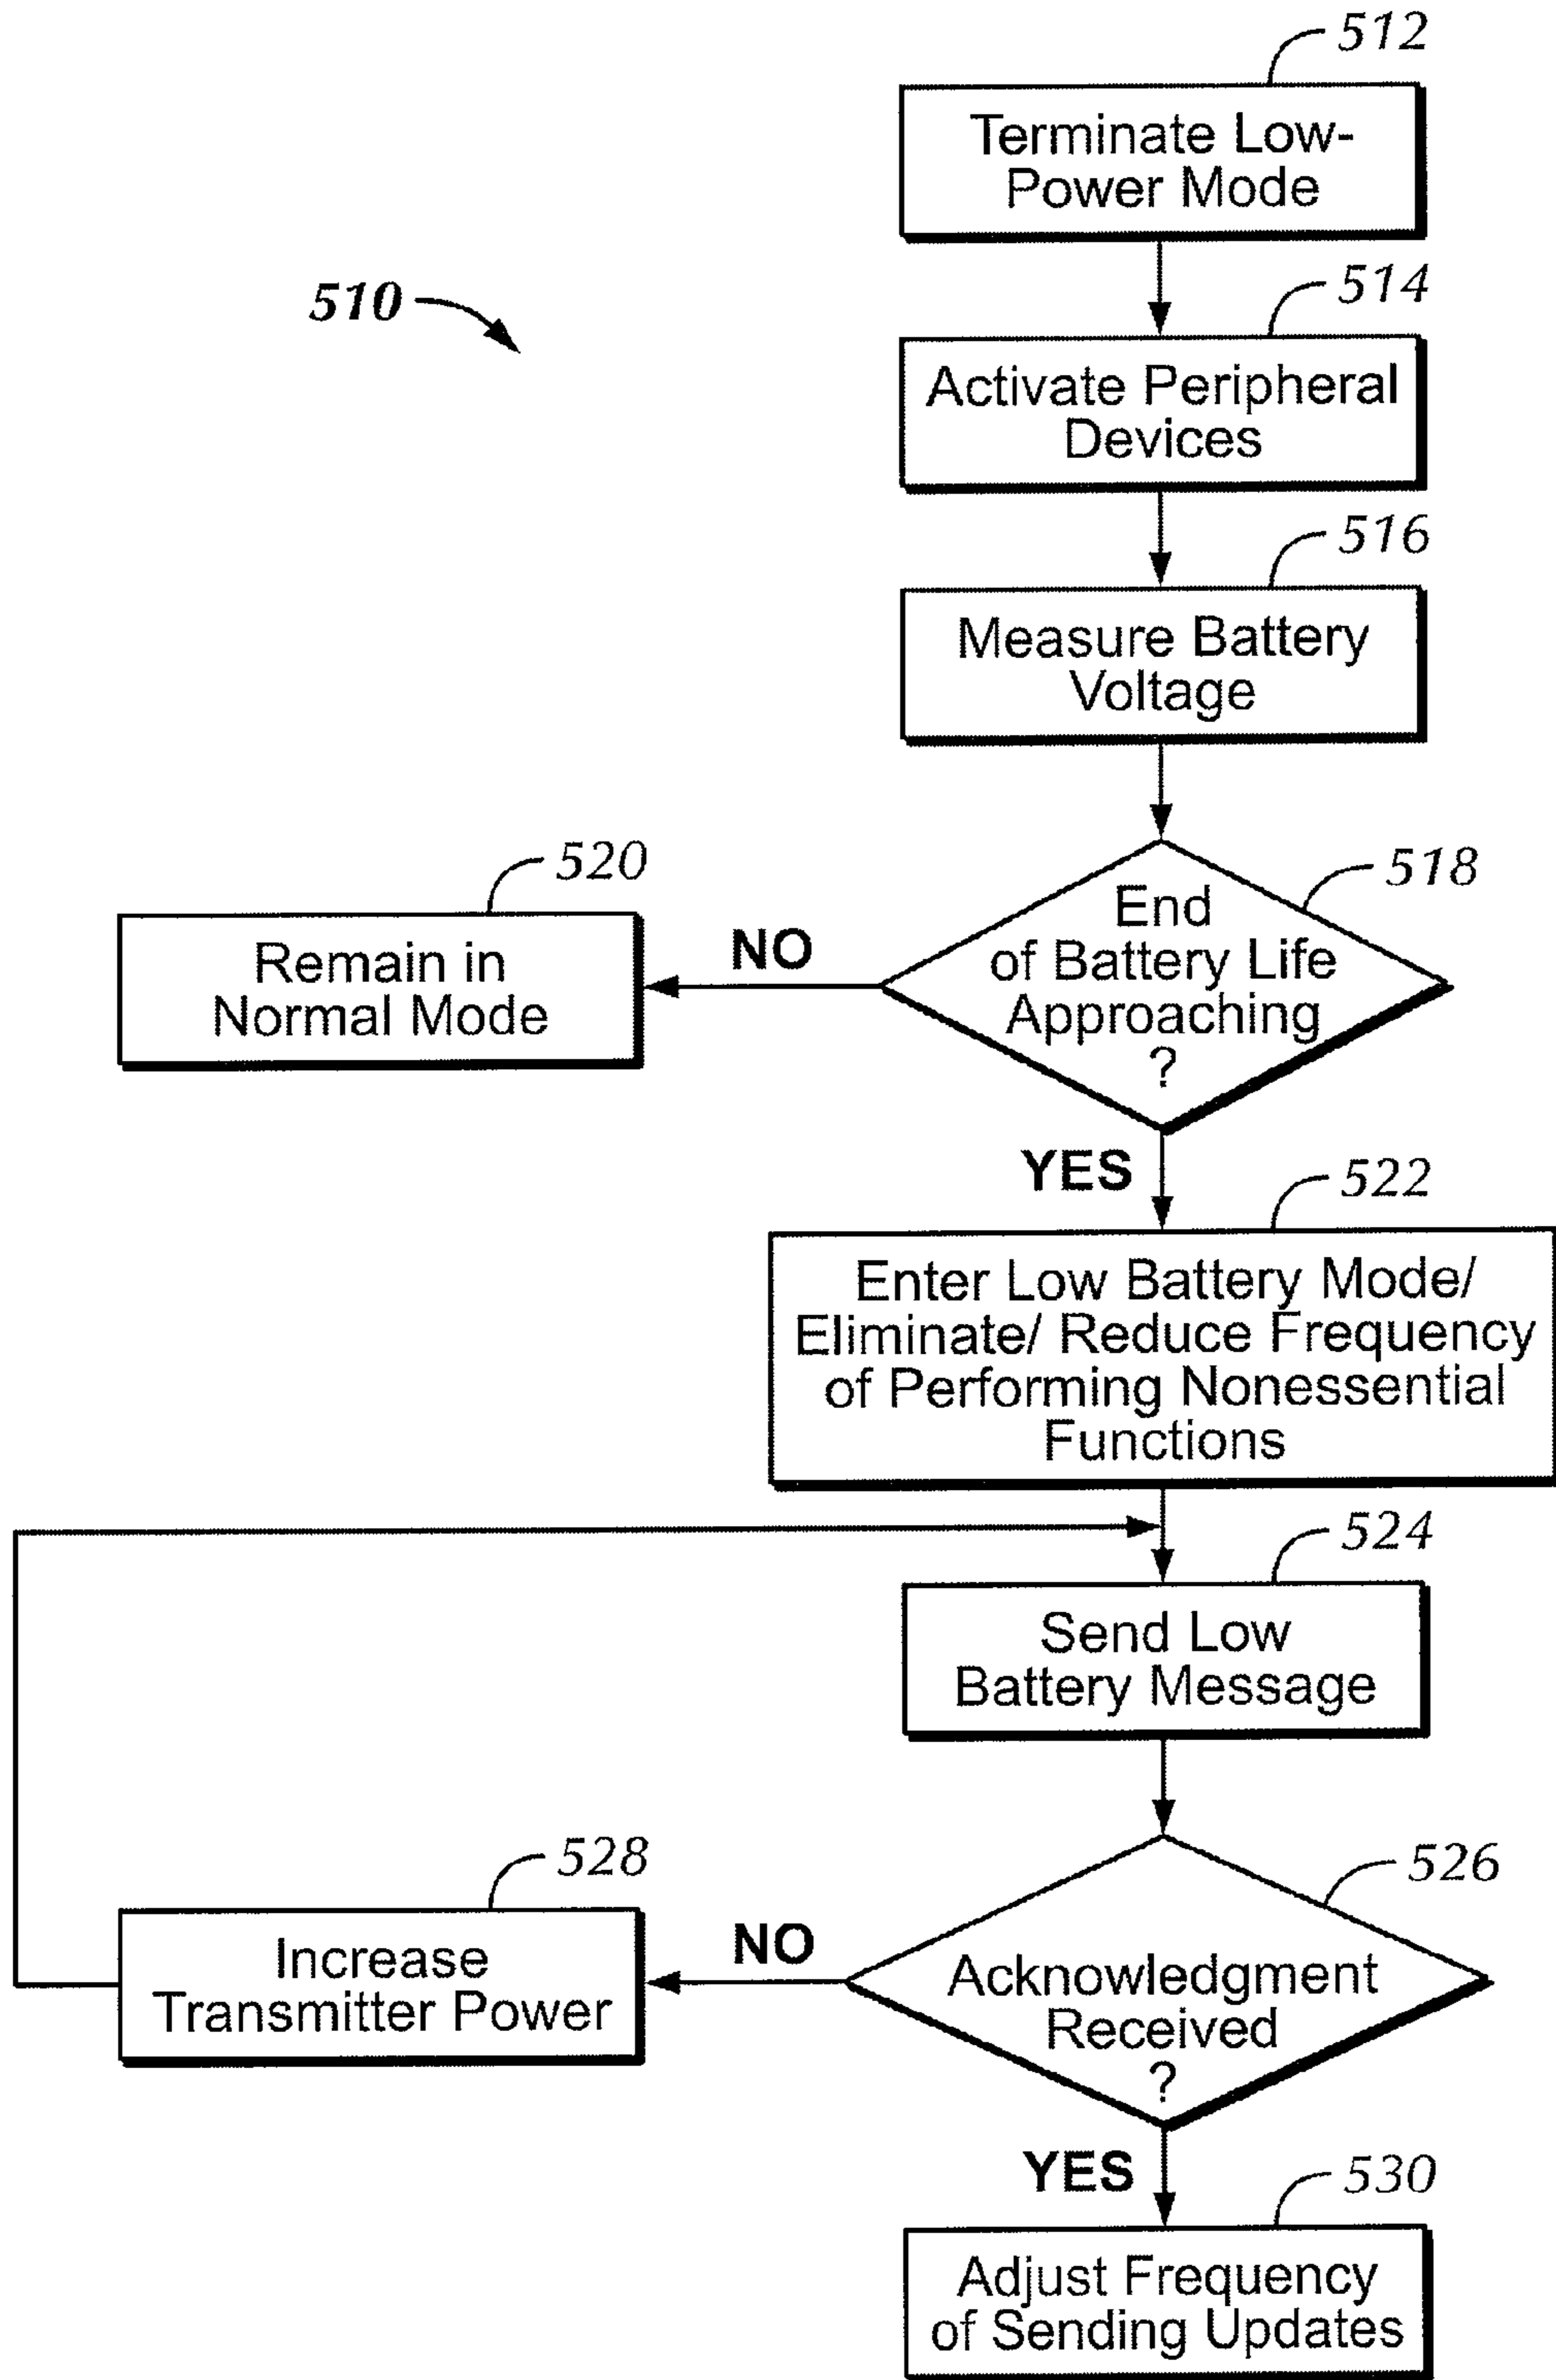 512
Terminate Low-
Power Mode
510
514
Activate Peripheral
Devices
516
Measure Battery
Voltage
520
518
Remain in
Normal Mode
NO
End
of Battery Life
Approaching
?
YES
522
Enter Low Battery Mode/
Eliminate/ Reduce Frequency
of Performing Nonessential
Functions
524
Send Low
Battery Message
528
526
Increase
Transmitter Power
NO
Acknowledgment
Received
?
YES
530
Adjust Frequency
of Sending Updates